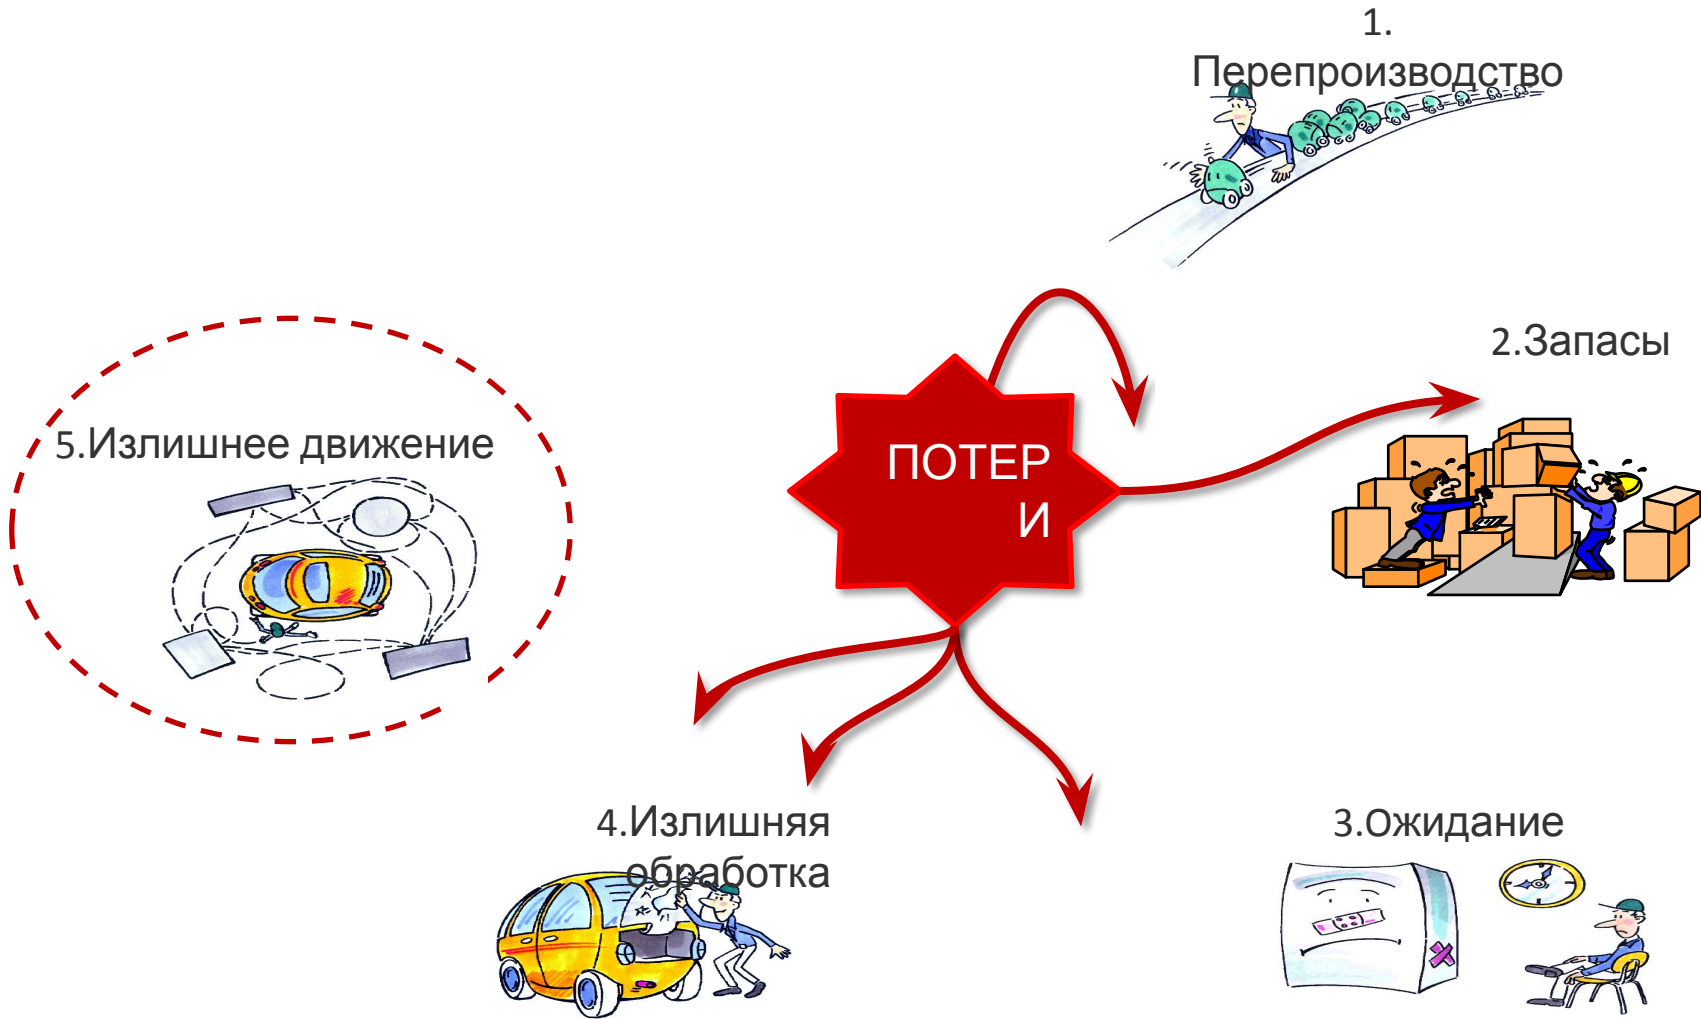 1.
Перепроизводство
2.Запасы
5.Излишнее движение
ПОТЕР
И
4.Излишняя
обработка
3.Ожидание